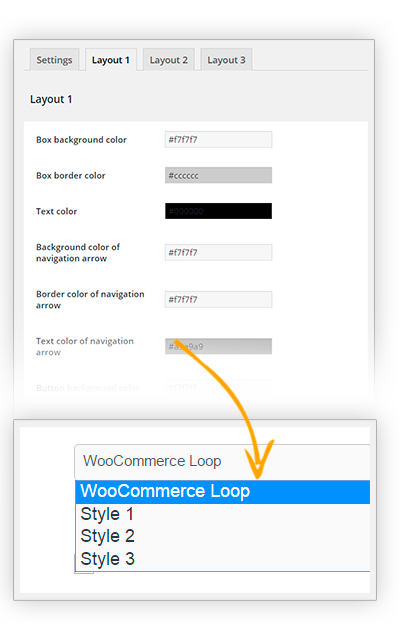 Settings Layout 1 Layout 2 Layout 3
Layout 1
Box background color #f7f7f7
Box border color #cccccc
Text color #000000
Background color of
navigation arrow #f7f7f7
Border color of navigation
arrow #f7f7f7
Text color of navigation
arrow #a9a9a9
Button background color #f7f7f7
WooCommerce Loop
WooCommerce Loop
Style 1
Style 2
Style 3